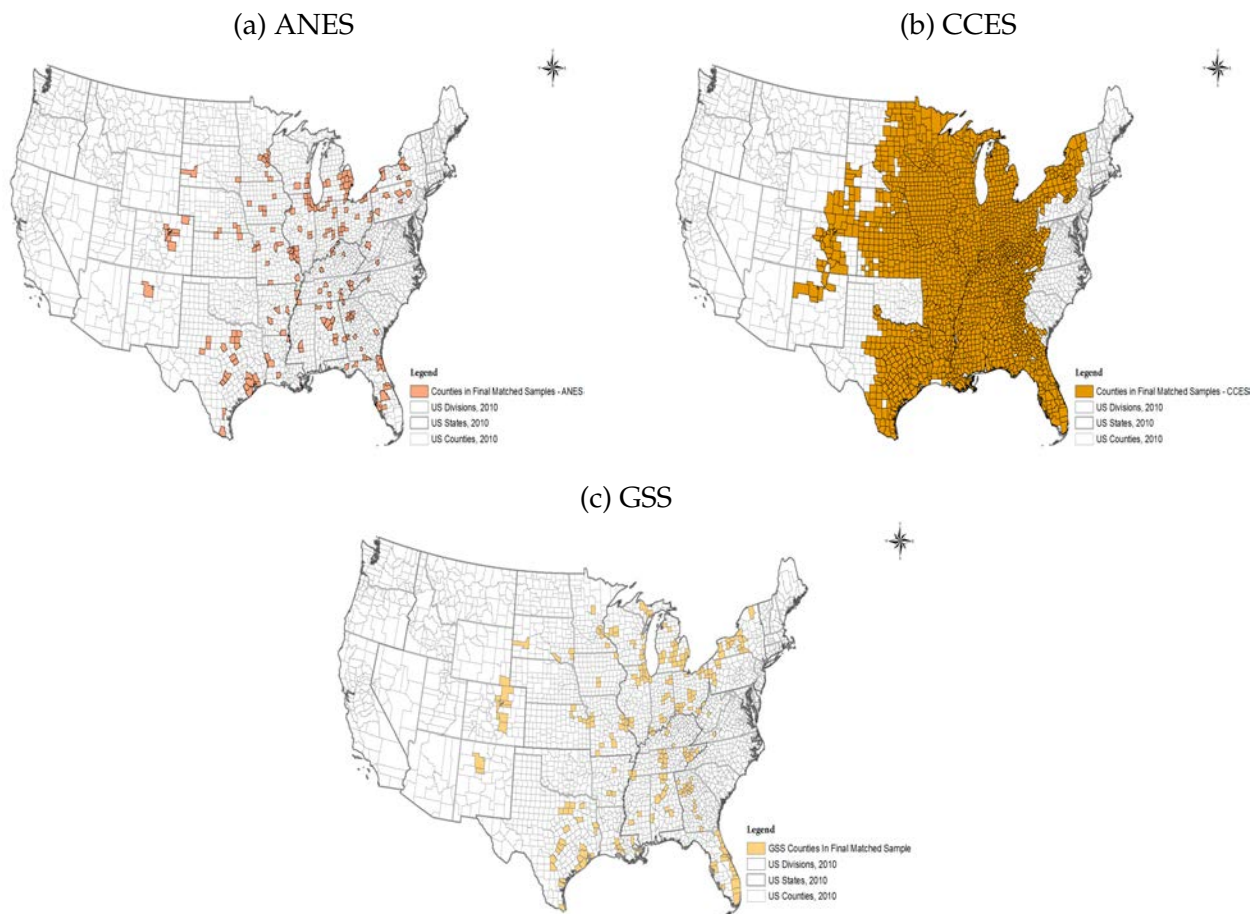 (a) ANES
(b) CCES
Legend
Counties in Final Matched Samples - ANES
US Divisions, 2010
US States, 2010
US Counties, 2010
Legend
Counties in Final Matched Samples - CCES
US Divisions, 2010
US States, 2010
US Counties, 2010
(c) GSS
Legend
GSS Counties In Final Matched Sample
US Divisions, 2010
US States, 2010
US Counties, 2010